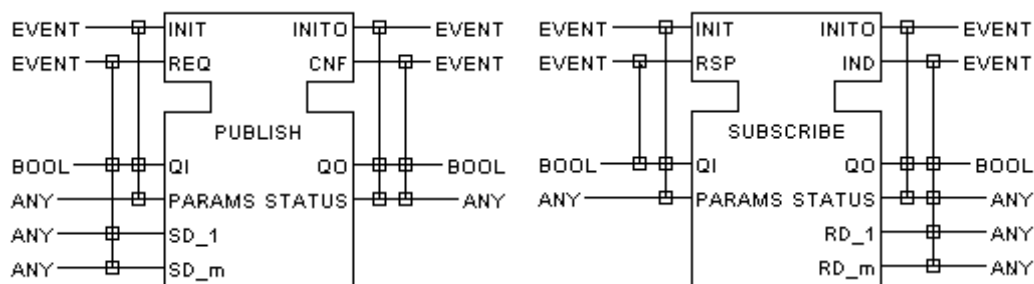 EVENT INIT INITO EVENT EVENT INIT INITO EVENT
EVENT REQ CNF EVENT EVENT RSP IND EVENT
PUBLISH SUBSCRIBE
BOOL QI QO BOOL BOOL QI QO BOOL
ANY PARAMS STATUS ANY ANY PARAMS STATUS ANY
ANY SD_1 RD_1 ANY
ANY SD_m RD_m ANY